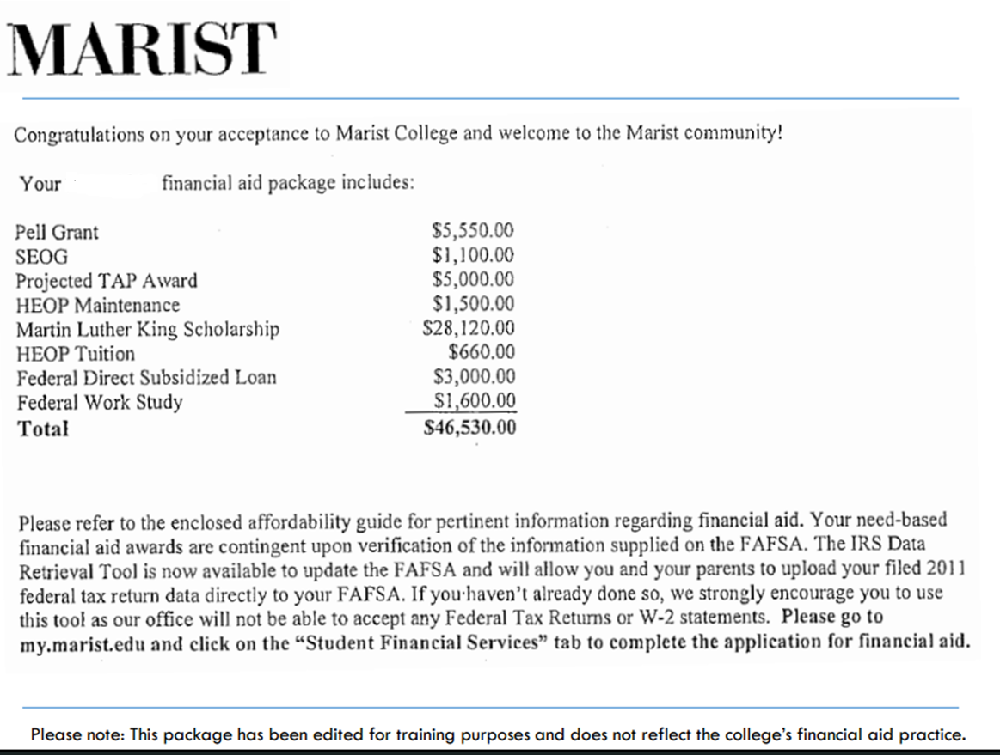 MARIST
Congratulations on your acceptance to Marist College and welcome to the Marist community!
Your financial aid package includes:
Pell Grant $5,550.00
SEOG $1,100.00
Projected TAP Award $5,000.00
HEOP Maintenance $1,500.00
Martin Luther King Scholarship $28,120.00
HEOP Tuition $660.00
Federal Direct Subsidized Loan $3,000.00
Federal Work Study $1,600.00
Total $46,530.00
Please refer to the enclosed affordability guide for pertinent information regarding financial aid. Your need-based
financial aid awards are contingent upon verification of the information supplied on the FAFSA. The IRS Data
Retrieval Tool is now available to update the FAFSA and will allow you and your parents to upload your filed 2011
federal tax return data directly to your FAFSA. If you haven't already done so, we strongly encourage you to use
this tool as our office will not be able to accept any Federal Tax Returns or W-2 statements. Please go to
my.marist.edu and click on the “Student Financial Services” tab to complete the application for financial aid.
Please note: This package has been edited for training purposes and does not reflect the college's financial aid practice.